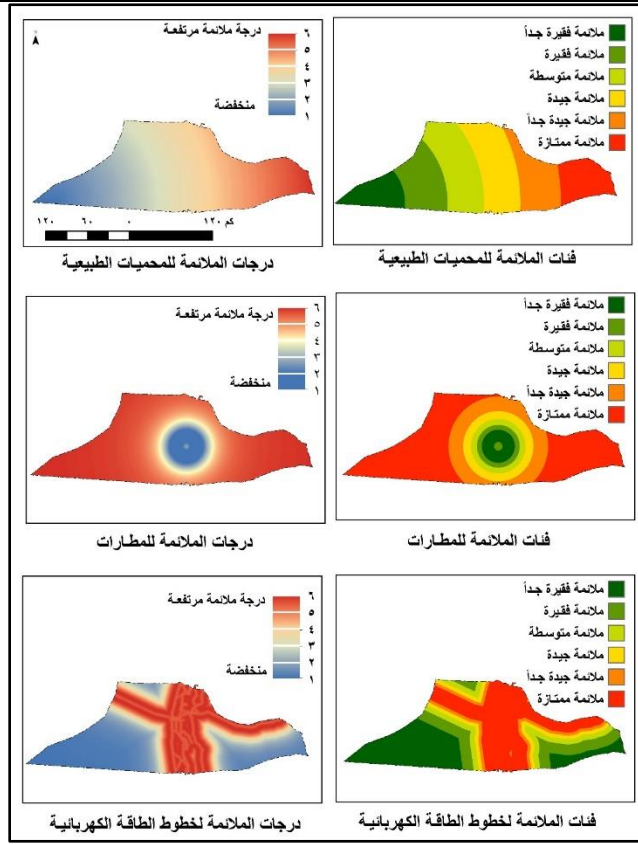 ملائمة فقيرة جداً
ملائمة فقيرة
ملائمة متوسطة
ملائمة جيدة
ملائمة جيدة جداً
ملائمة ممتازة
فئات الملائمة للمحميات الطبيعية
درجة ملائمة مرتفعة
منخفضة
٦
٥
٤
٣
٢
١
١٢٠ ٦٠ ٠ ١٢٠ كم
درجات الملائمة للمحميات الطبيعية
ملائمة فقيرة جداً
ملائمة فقيرة
ملائمة متوسطة
ملائمة جيدة
ملائمة جيدة جداً
ملائمة ممتازة
فئات الملائمة للمطارات
درجة ملائمة مرتفعة
منخفضة
٦
٥
٤
٣
٢
١
درجات الملائمة للمطارات
ملائمة فقيرة جداً
ملائمة فقيرة
ملائمة متوسطة
ملائمة جيدة
ملائمة جيدة جداً
ملائمة ممتازة
فئات الملائمة لخطوط الطاقة الكهربائية
درجة ملائمة مرتفعة
منخفضة
٦
٥
٤
٣
٢
١
درجات الملائمة لخطوط الطاقة الكهربائية